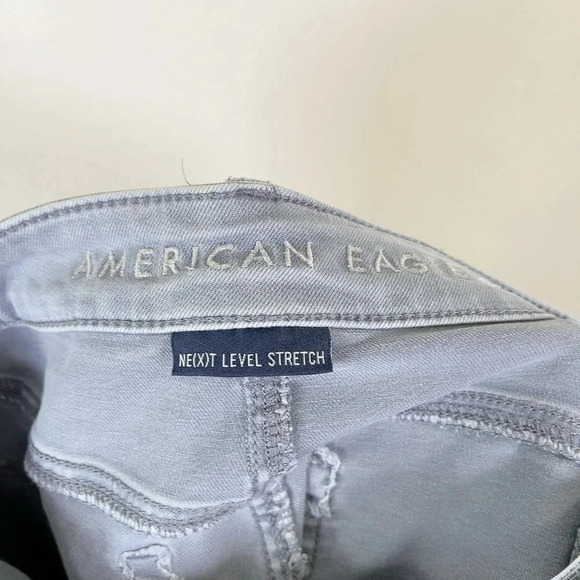 AMERICAN EAGLE
NE(X)T LEVEL STRETCH